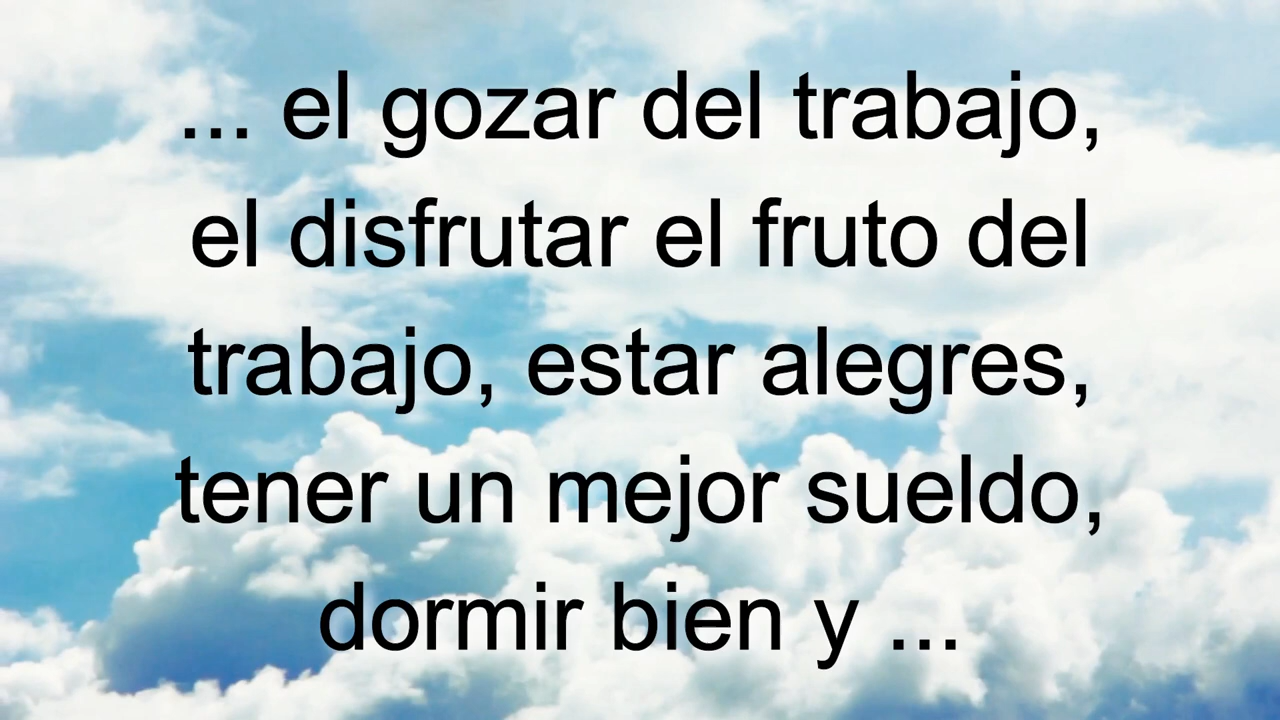 ... el gozar del trabajo,
el disfrutar el fruto del
trabajo, estar alegres,
tener un mejor sueldo,
dormir bien y ...